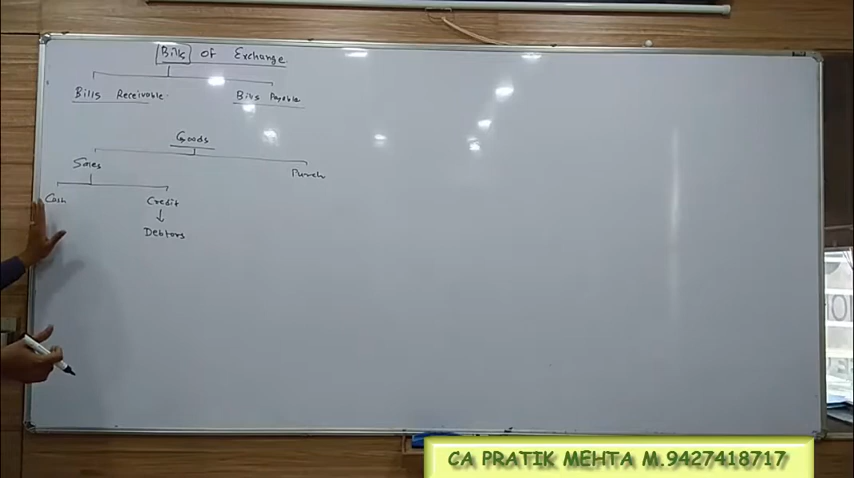 Bills of Exchange
Bills Receivable
Bills Payable
Goods
Sales
Purch
Cash
Credit
Debtors
CA PRATIK MEHTA M.9427418717